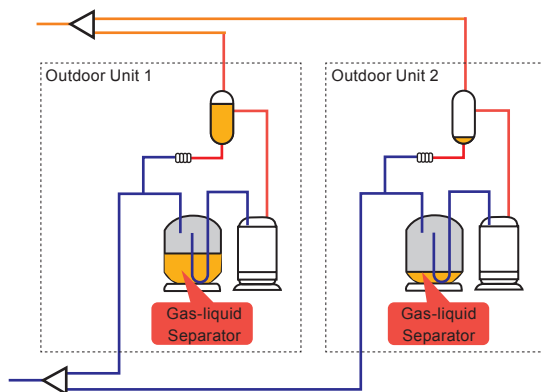 Outdoor Unit 1
Outdoor Unit 2
Gas-liquid
Separator
Gas-liquid
Separator